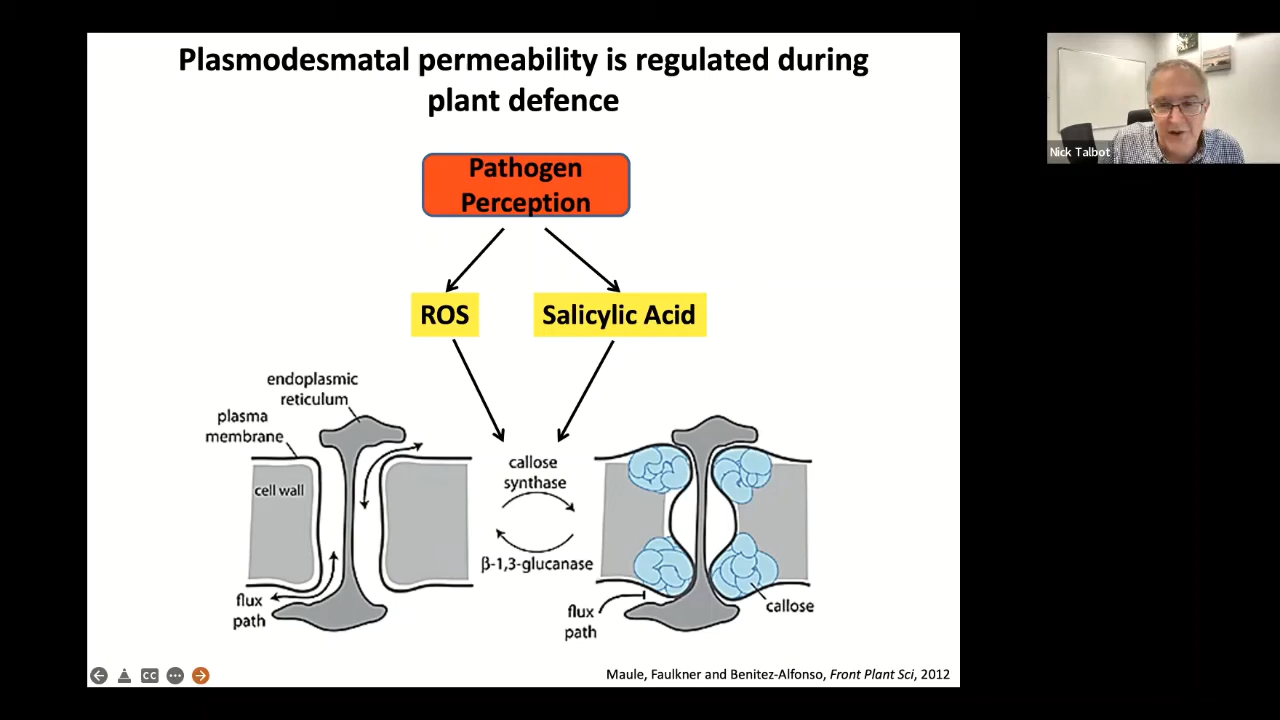 Plasmodesmatal permeability is regulated during
plant defence
Nick Talbot
Pathogen
Perception
ROS
Salicylic Acid
endoplasmic
reticulum
plasma
membrane
cell wall
flux
path
callose
synthase
β-1,3-glucanase
flux
path
callose
CC
Maule, Faulkner and Benitez-Alfonso, Front Plant Sci, 2012